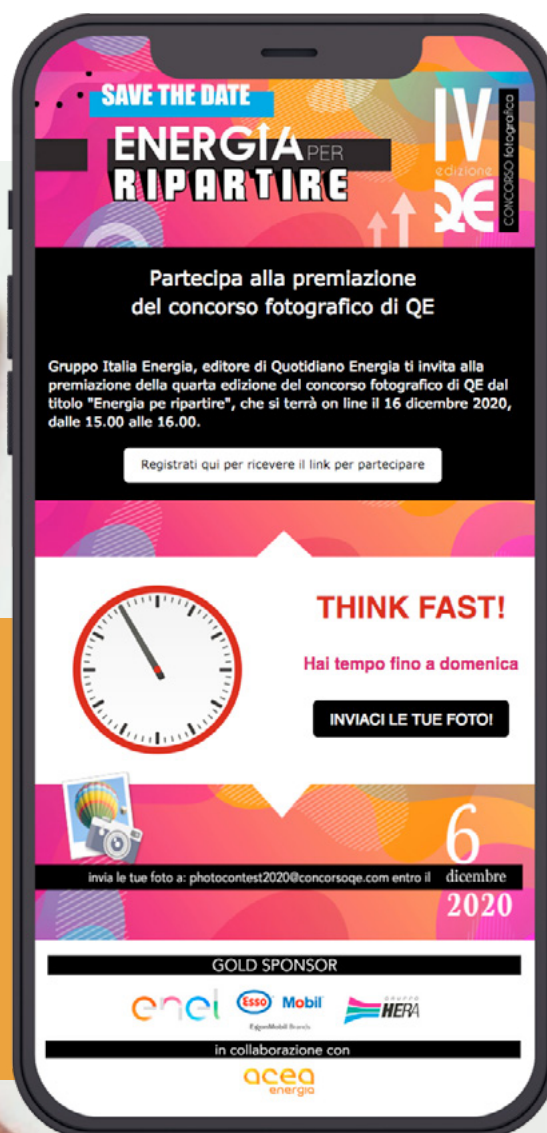 SAVE THE DATE
ENERGIA PER
RIPARTIRE
IV
edizione
QE
CONCORSO fotografico
Partecipa alla premiazione
del concorso fotografico di QE
Gruppo Italia Energia, editore di Quotidiano Energia ti invita alla
premiazione della quarta edizione del concorso fotografico di QE dal
titolo "Energia pe ripartire", che si terrà on line il 16 dicembre 2020,
dalle 15.00 alle 16.00.
Registrati qui per ricevere il link per partecipare
THINK FAST!
Hai tempo fino a domenica
INVIACI LE TUE FOTO!
6
invia le tue foto a: photocontest2020@concorsoqe.com entro il dicembre
2020
GOLD SPONSOR
enel Esso Mobil GRUPPO HERA
ExxonMobil Brands
in collaborazione con
acea
energia